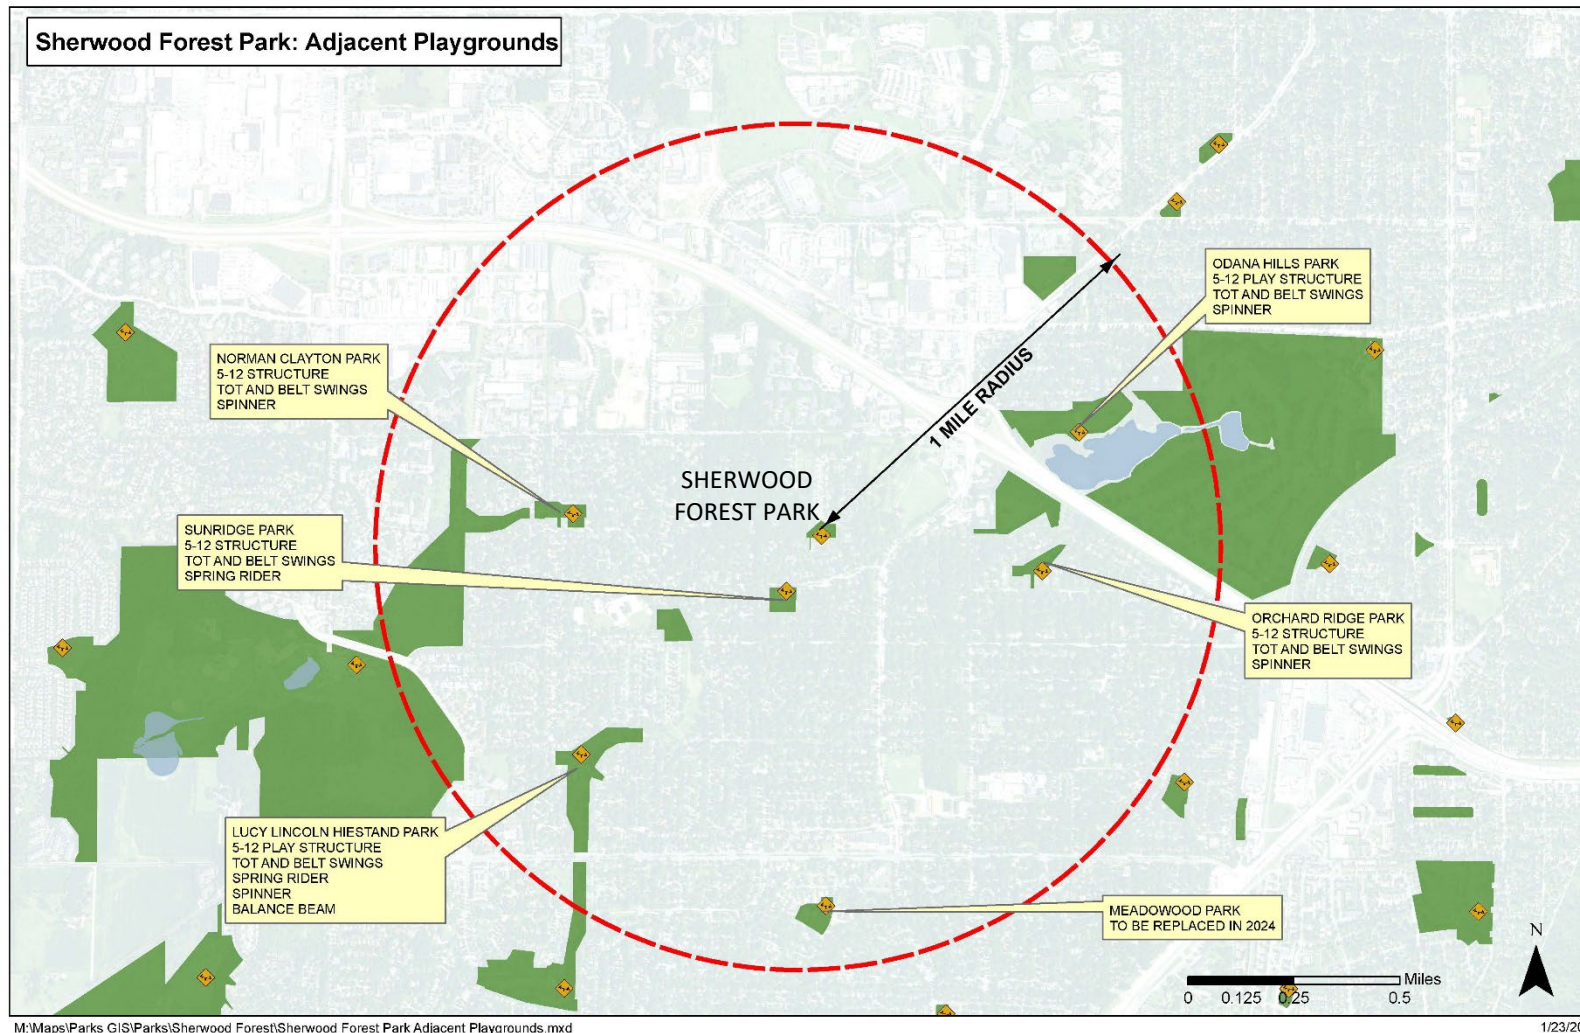 Sherwood Forest Park: Adjacent Playgrounds
ODANA HILLS PARK
5-12 PLAY STRUCTURE
TOT AND BELT SWINGS
SPINNER
NORMAN CLAYTON PARK
5-12 STRUCTURE
TOT AND BELT SWINGS
SPINNER
1 MILE RADIUS
SHERWOOD
FOREST PARK
SUNRIDGE PARK
5-12 STRUCTURE
TOT AND BELT SWINGS
SPRING RIDER
ORCHARD RIDGE PARK
5-12 STRUCTURE
TOT AND BELT SWINGS
SPINNER
LUCY LINCOLN HIESTAND PARK
5-12 PLAY STRUCTURE
TOT AND BELT SWINGS
SPRING RIDER
SPINNER
BALANCE BEAM
MEADOWOOD PARK
TO BE REPLACED IN 2024
N
Miles
0 0.125 0.25 0.5
M:\Maps\Parks GIS\Parks\Sherwood Forest\Sherwood Forest Park Adjacent Playgrounds.mxd
1/23/20